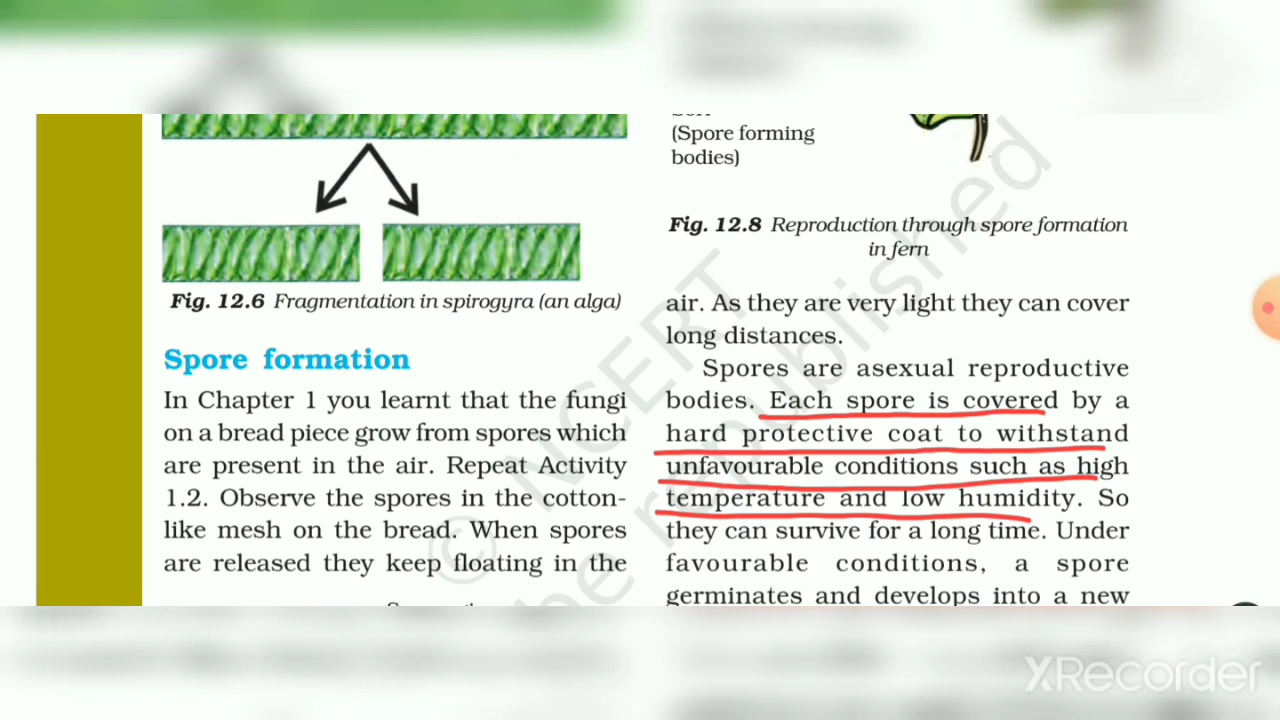 Fig. 12.6 Fragmentation in spirogyra (an alga)
Spore formation
In Chapter 1 you learnt that the fungi
on a bread piece grow from spores which
are present in the air. Repeat Activity
1.2. Observe the spores in the cotton-
like mesh on the bread. When spores
are released they keep floating in the
(Spore forming
bodies)
Fig. 12.8 Reproduction through spore formation
in fern
air. As they are very light they can cover
long distances.
Spores are asexual reproductive
bodies. Each spore is covered by a
hard protective coat to withstand
unfavourable conditions such as high
temperature and low humidity. So
they can survive for a long time. Under
favourable conditions, a spore
germinates and develops into a new
© NCERT
be republished
XRecorder